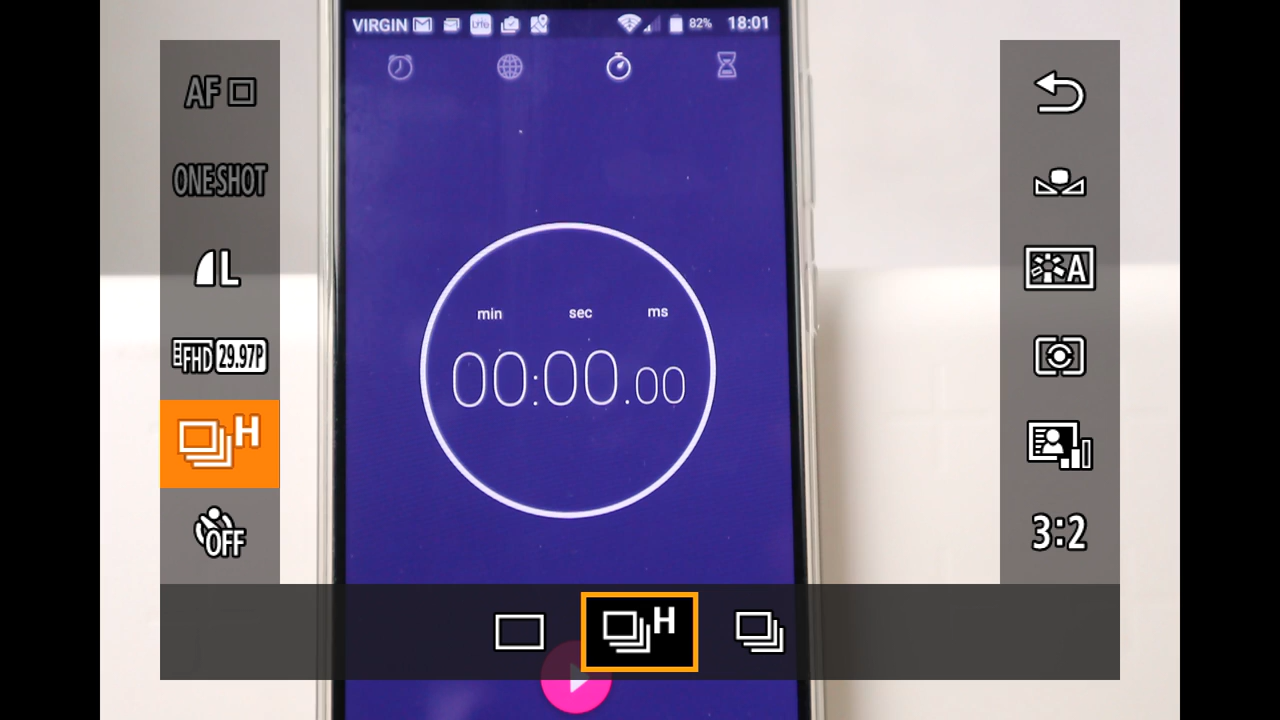 VIRGIN 82% 18:01
AF
ONE SHOT
L
FHD 29.97P
H
OFF
A
3:2
min sec ms
00:00.00
H